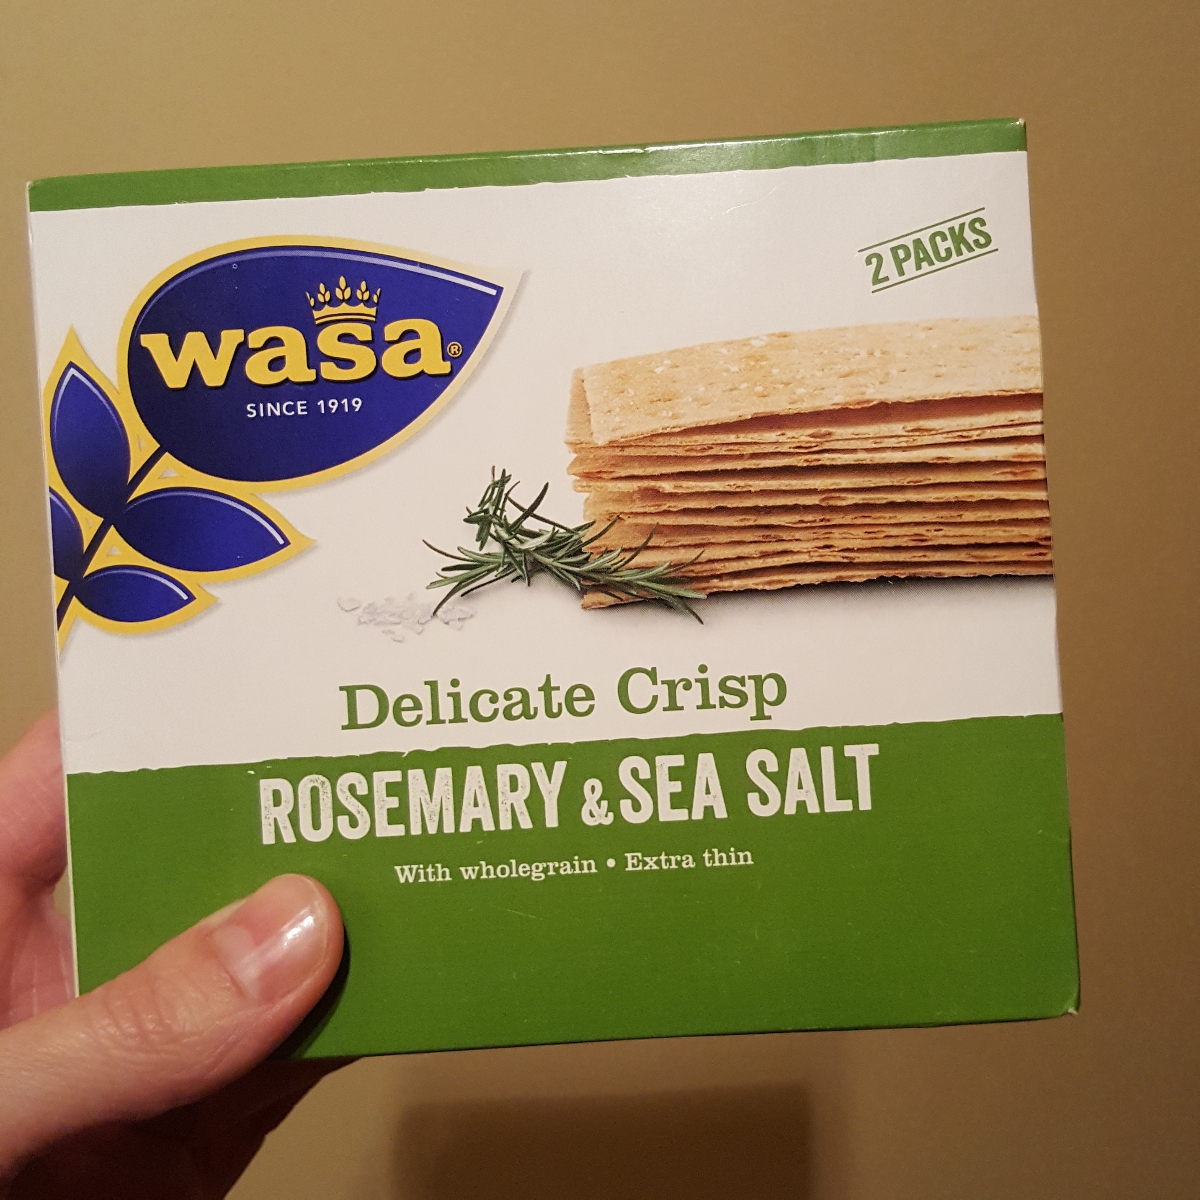 2 PACKS
wasa®
SINCE 1919
Delicate Crisp
ROSEMARY & SEA SALT
With wholegrain • Extra thin